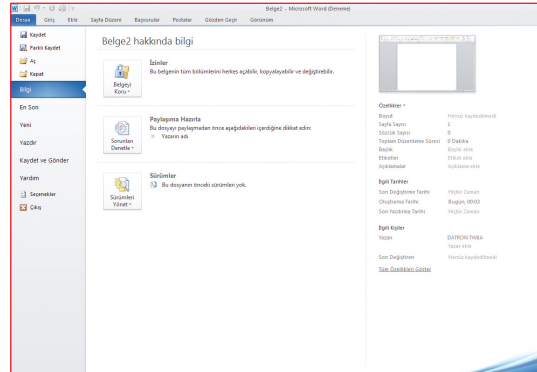 Belge2 - Microsoft Word (Deneme)
Dosya Giriş Ekle Sayfa Düzeni Başvurular Postalar Gözden Geçir Görünüm
Kaydet
Farklı Kaydet
Aç
Kapat
Bilgi
En Son
Yeni
Yazdır
Kaydet ve Gönder
Yardım
Seçenekler
Çıkış
Belge2 hakkında bilgi
Belgeyi
Koru
İzinler
Bu belgenin tüm bölümlerini herkes açabilir, kopyalayabilir ve değiştirebilir.
Sorunları
Denetle
Paylaşıma Hazırla
Bu dosyayı paylaşmadan önce aşağıdakileri içerdiğine dikkat edin:
Yazarın adı
Sürümleri
Yönet
Sürümler
Bu dosyanın önceki sürümleri yok.
Özellikler
Boyut Henüz kaydedilmedi
Sayfa Sayısı 1
Sözcük Sayısı 0
Toplam Düzenleme Süresi 0 Dakika
Başlık Başlık ekle
Etiketler Etiket ekle
Açıklamalar Açıklama ekle
İlgili Tarihler
Son Değiştirme Tarihi Hiçbir Zaman
Oluşturma Tarihi Bugün, 00:03
Son Yazdırma Tarihi Hiçbir Zaman
İlgili Kişiler
Yazar DATRON TWBA
Yazar ekle
Son Değiştiren Henüz kaydedilmedi
Tüm Özellikleri Göster